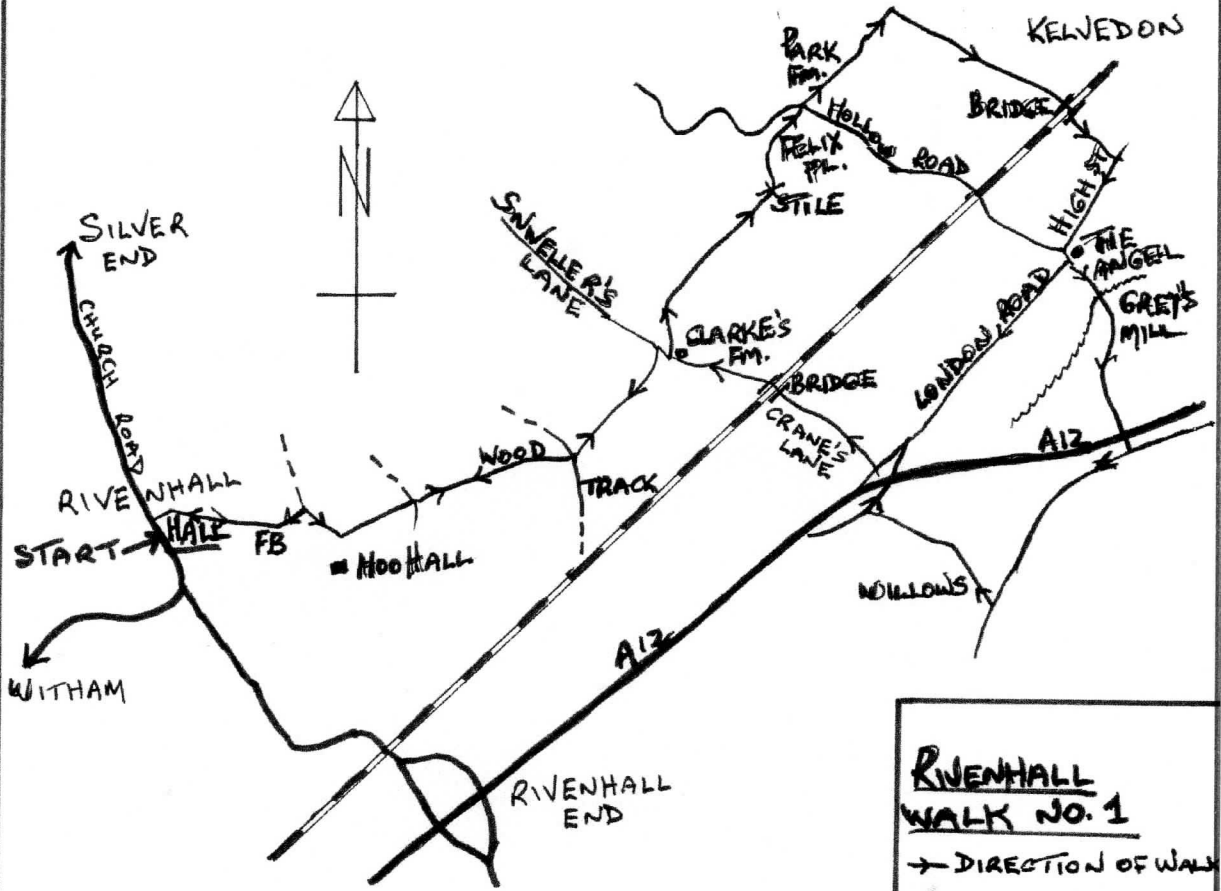 KELVEDON
PARK
FM.
BRIDGE
HOLLOW ROAD
FELIX
STILE
HIGH ST
N
SILVER
END
LANE
THE
ANGEL
GREY'S
MILL
CHURCH ROAD
CLARKE'S
FM.
BRIDGE
LONDON ROAD
CRANE'S
LANE
A12
WOOD
TRACK
RIVENHALL
HALL
START
FB
HOO HALL
WILLOWS
A12
WITHAM
RIVENHALL
END
RIVENHALL
WALK NO. 1
DIRECTION OF WALK